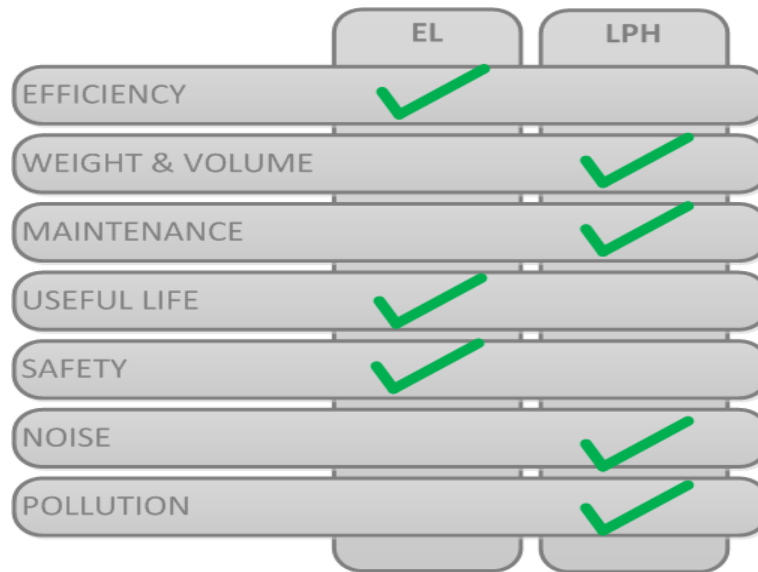 EL LPH
EFFICIENCY
WEIGHT & VOLUME
MAINTENANCE
USEFUL LIFE
SAFETY
NOISE
POLLUTION